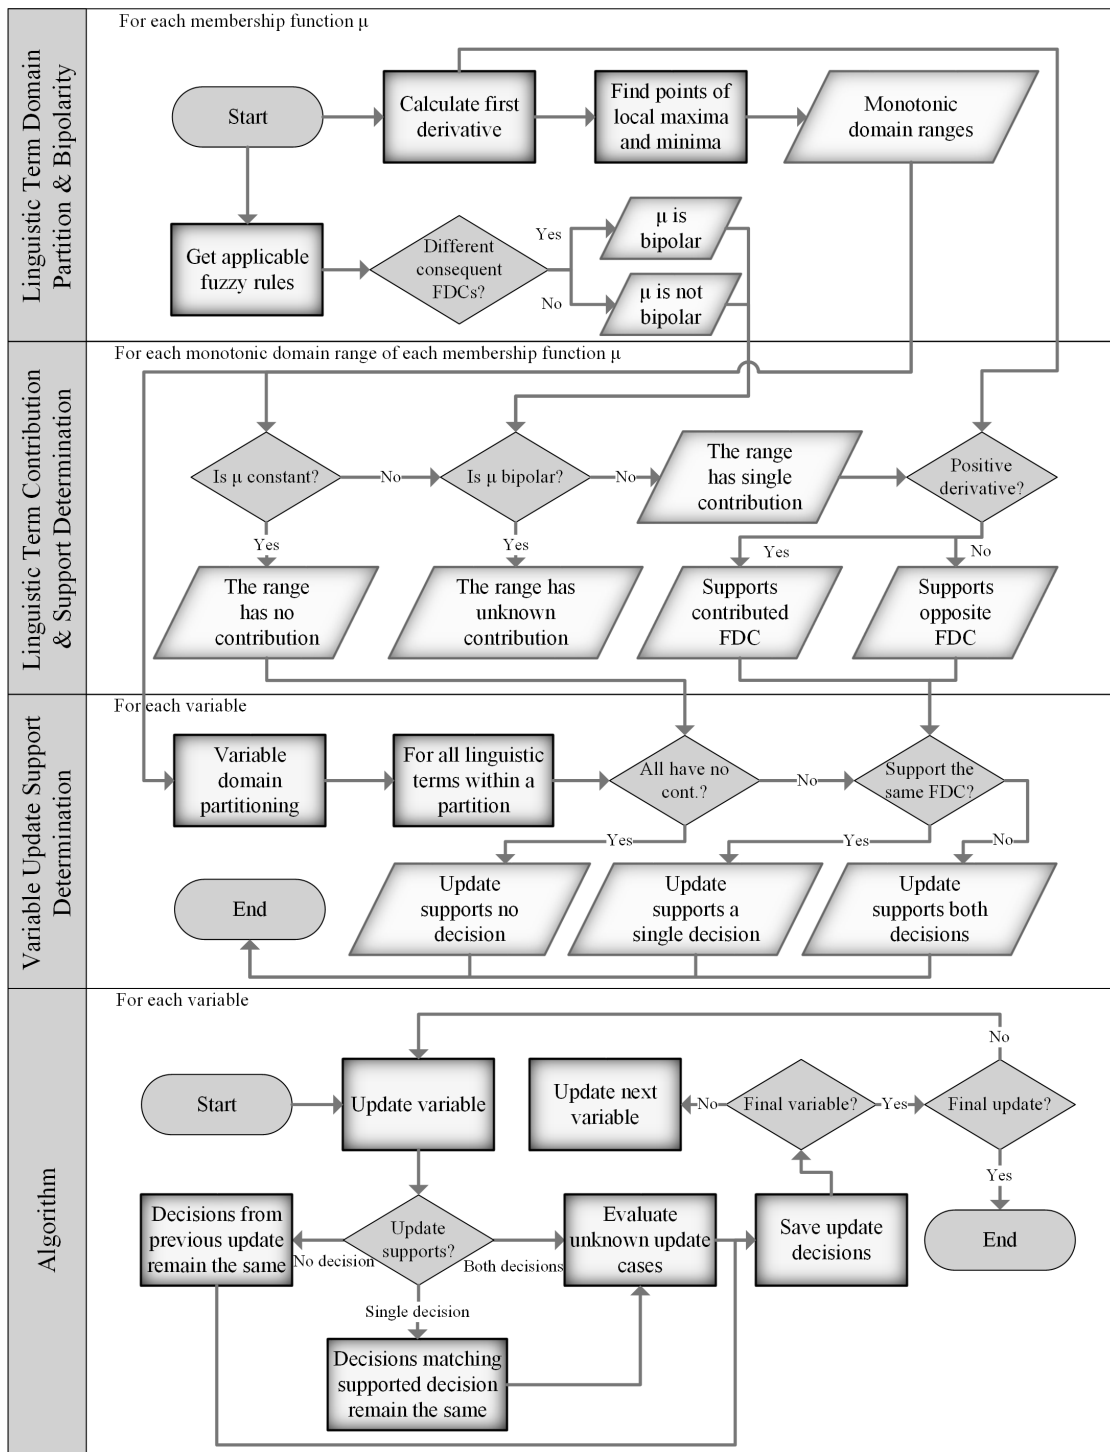 Linguistic Term Domain
Partition & Bipolarity
For each membership function μ
Start
Calculate first
derivative
Find points of
local maxima
and minima
Monotonic
domain ranges
Get applicable
fuzzy rules
Different
consequent
FDCs?
Yes
No
μ is
bipolar
μ is not
bipolar
Linguistic Term Contribution
& Support Determination
For each monotonic domain range of each membership function μ
Is μ constant?
No
Is μ bipolar?
No
The range
has single
contribution
Positive
derivative?
Yes
Yes
Yes
No
The range
has no
contribution
The range has
unknown
contribution
Supports
contributed
FDC
Supports
opposite
FDC
Variable Update Support
Determination
For each variable
Variable
domain
partitioning
For all linguistic
terms within a
partition
All have no
cont.?
No
Support the
same FDC?
Yes
Yes
No
End
Update
supports no
decision
Update
supports a
single decision
Update
supports both
decisions
Algorithm
For each variable
Start
Update variable
Update next
variable
No
Final variable?
Yes
Final update?
No
Yes
End
Decisions from
previous update
remain the same
No decision
Update
supports?
Both decisions
Evaluate
unknown update
cases
Save update
decisions
Single decision
Decisions matching
supported decision
remain the same